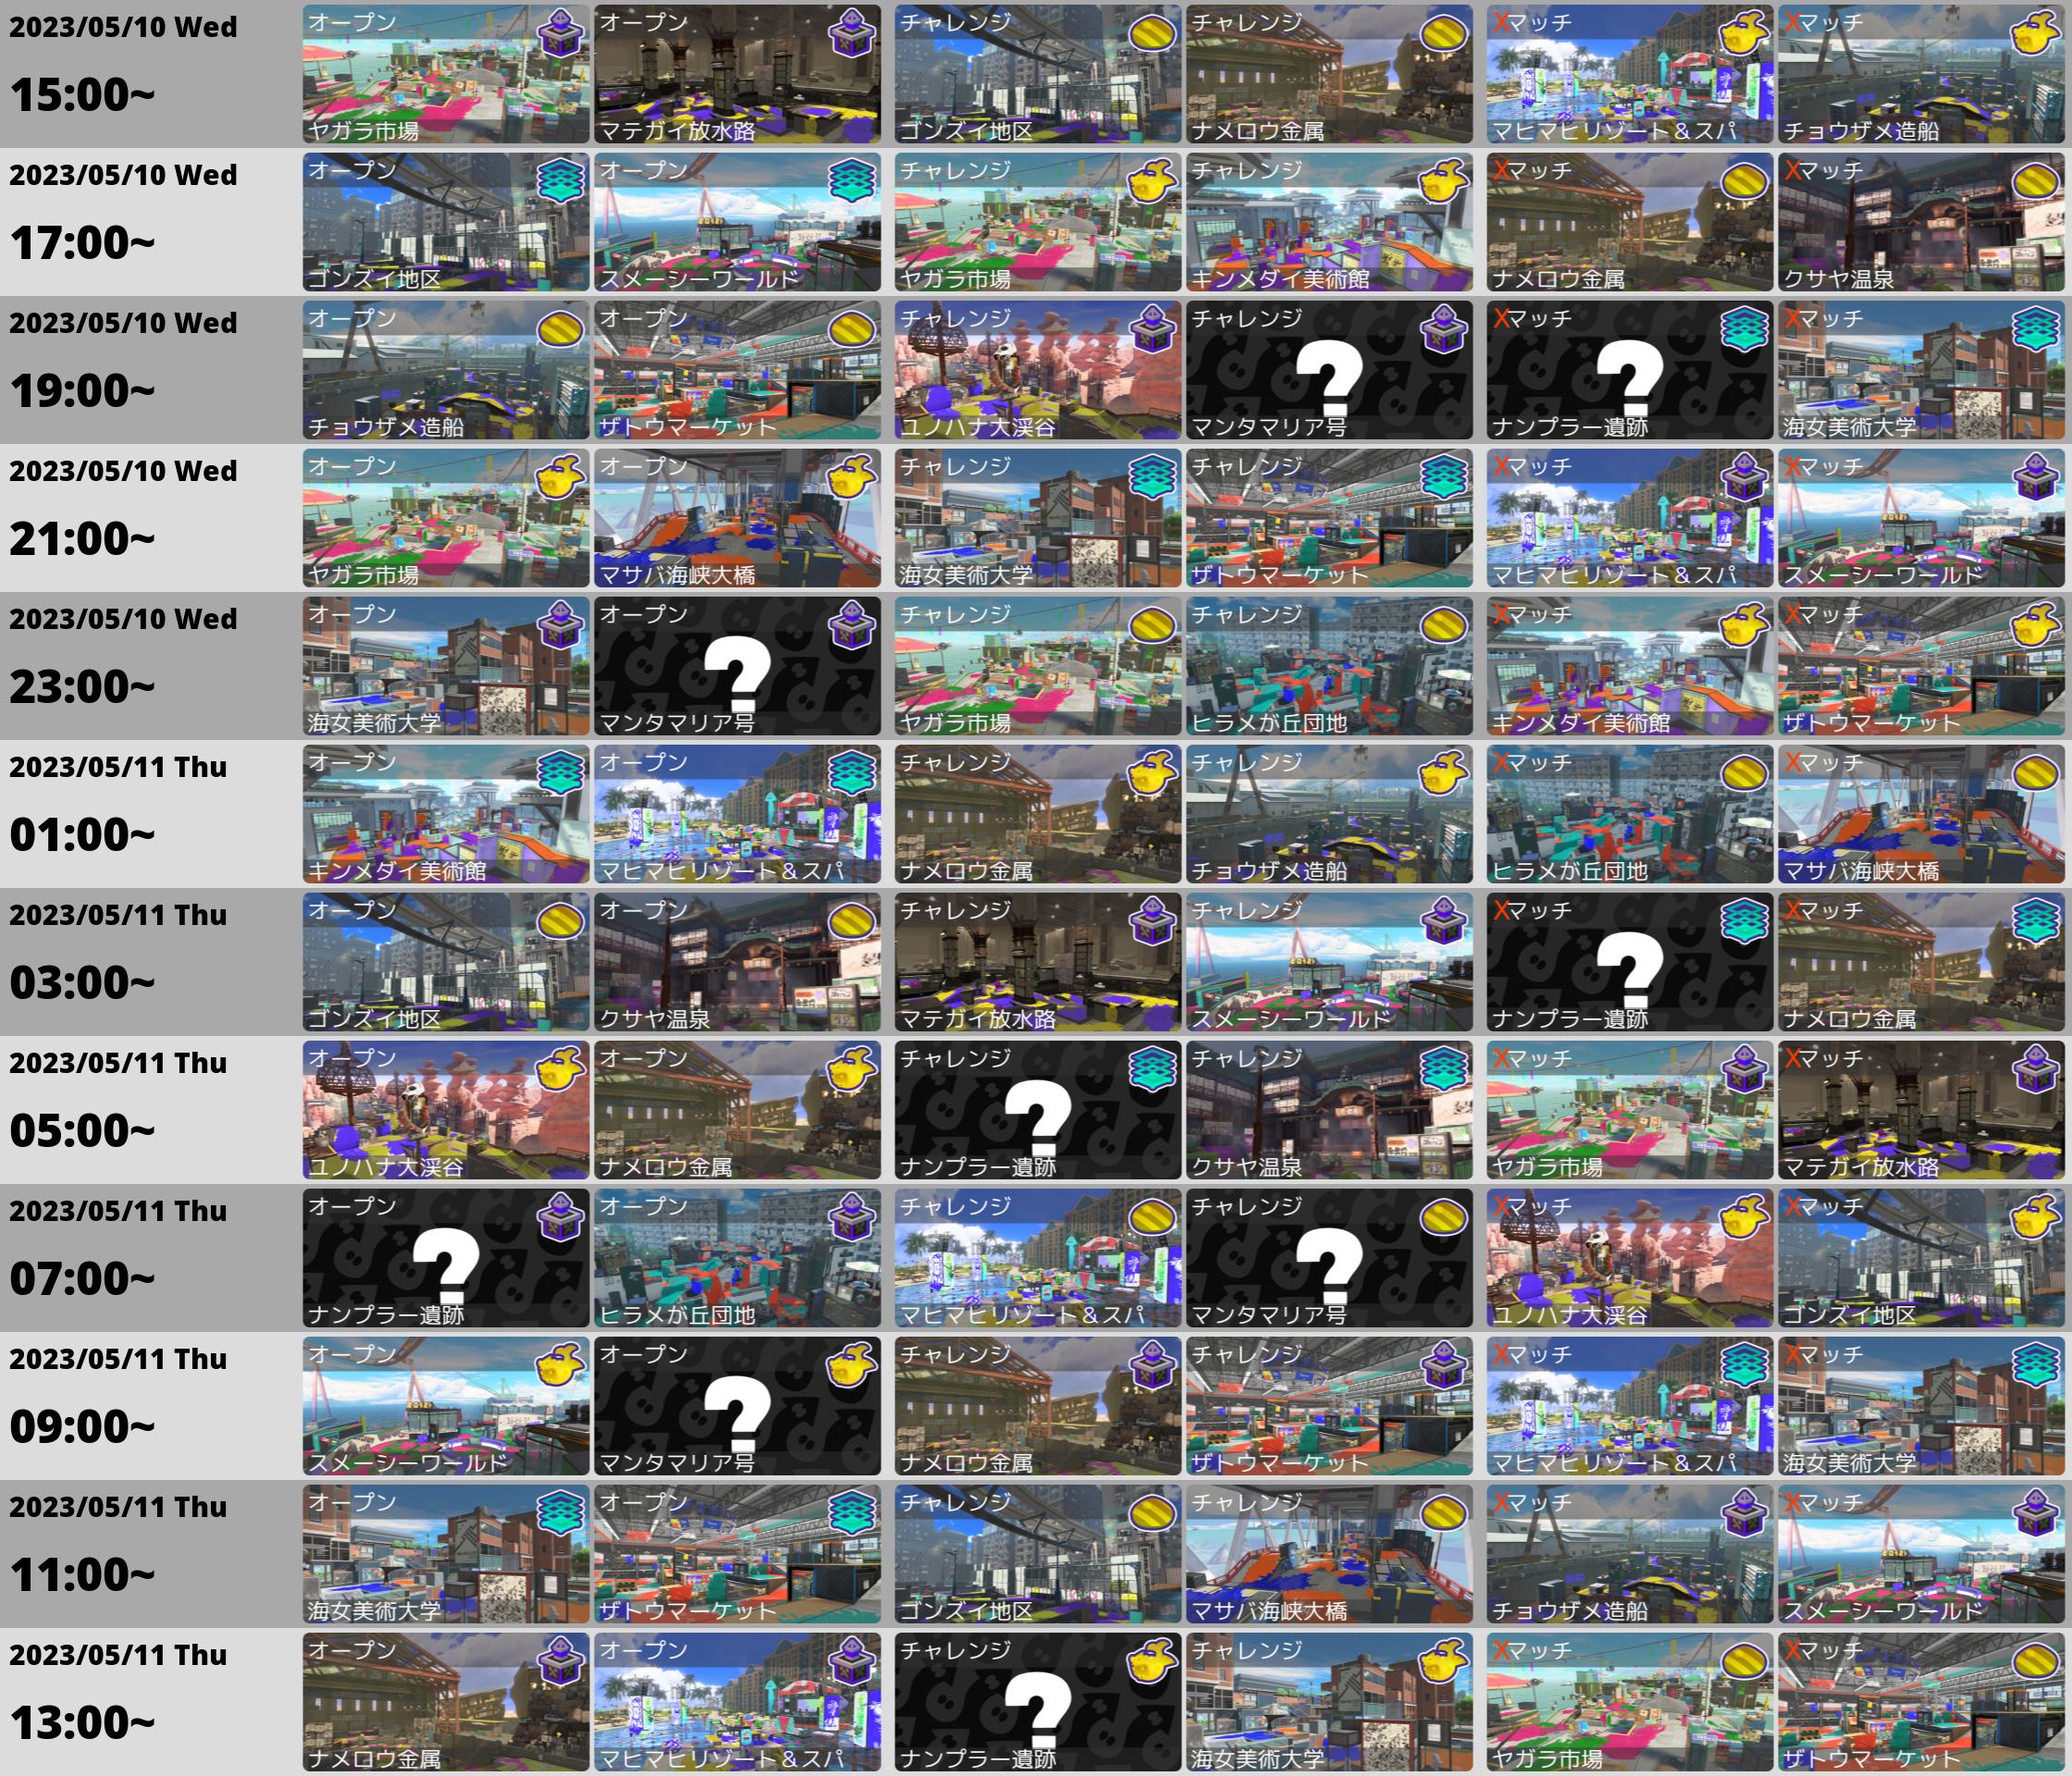 2023/05/10 Wed
15:00~
オープン オープン チャレンジ チャレンジ Xマッチ Xマッチ
ヤガラ市場 マテガイ放水路 ゴンズイ地区 ナメロウ金属 マヒマヒリゾート＆スパ チョウザメ造船
2023/05/10 Wed
17:00~
オープン オープン チャレンジ チャレンジ Xマッチ Xマッチ
ゴンズイ地区 スメーシーワールド ヤガラ市場 キンメダイ美術館 ナメロウ金属 クサヤ温泉
2023/05/10 Wed
19:00~
オープン オープン チャレンジ チャレンジ Xマッチ Xマッチ
チョウザメ造船 ザトウマーケット ユノハナ大渓谷 マンタマリア号 ナンプラー遺跡 海女美術大学
2023/05/10 Wed
21:00~
オープン オープン チャレンジ チャレンジ Xマッチ Xマッチ
ヤガラ市場 マサバ海峡大橋 海女美術大学 ザトウマーケット マヒマヒリゾート＆スパ スメーシーワールド
2023/05/10 Wed
23:00~
オープン オープン チャレンジ チャレンジ Xマッチ Xマッチ
海女美術大学 マンタマリア号 ヤガラ市場 ヒラメが丘団地 キンメダイ美術館 ザトウマーケット
2023/05/11 Thu
01:00~
オープン オープン チャレンジ チャレンジ Xマッチ Xマッチ
キンメダイ美術館 マヒマヒリゾート＆スパ ナメロウ金属 チョウザメ造船 ヒラメが丘団地 マサバ海峡大橋
2023/05/11 Thu
03:00~
オープン オープン チャレンジ チャレンジ Xマッチ Xマッチ
ゴンズイ地区 クサヤ温泉 マテガイ放水路 スメーシーワールド ナンプラー遺跡 ナメロウ金属
2023/05/11 Thu
05:00~
オープン オープン チャレンジ チャレンジ Xマッチ Xマッチ
ユノハナ大渓谷 ナメロウ金属 ナンプラー遺跡 クサヤ温泉 ヤガラ市場 マテガイ放水路
2023/05/11 Thu
07:00~
オープン オープン チャレンジ チャレンジ Xマッチ Xマッチ
ナンプラー遺跡 ヒラメが丘団地 マヒマヒリゾート＆スパ マンタマリア号 ユノハナ大渓谷 ゴンズイ地区
2023/05/11 Thu
09:00~
オープン オープン チャレンジ チャレンジ Xマッチ Xマッチ
スメーシーワールド マンタマリア号 ナメロウ金属 ザトウマーケット マヒマヒリゾート＆スパ 海女美術大学
2023/05/11 Thu
11:00~
オープン オープン チャレンジ チャレンジ Xマッチ Xマッチ
海女美術大学 ザトウマーケット ゴンズイ地区 マサバ海峡大橋 チョウザメ造船 スメーシーワールド
2023/05/11 Thu
13:00~
オープン オープン チャレンジ チャレンジ Xマッチ Xマッチ
ナメロウ金属 マヒマヒリゾート＆スパ ナンプラー遺跡 海女美術大学 ヤガラ市場 ザトウマーケット